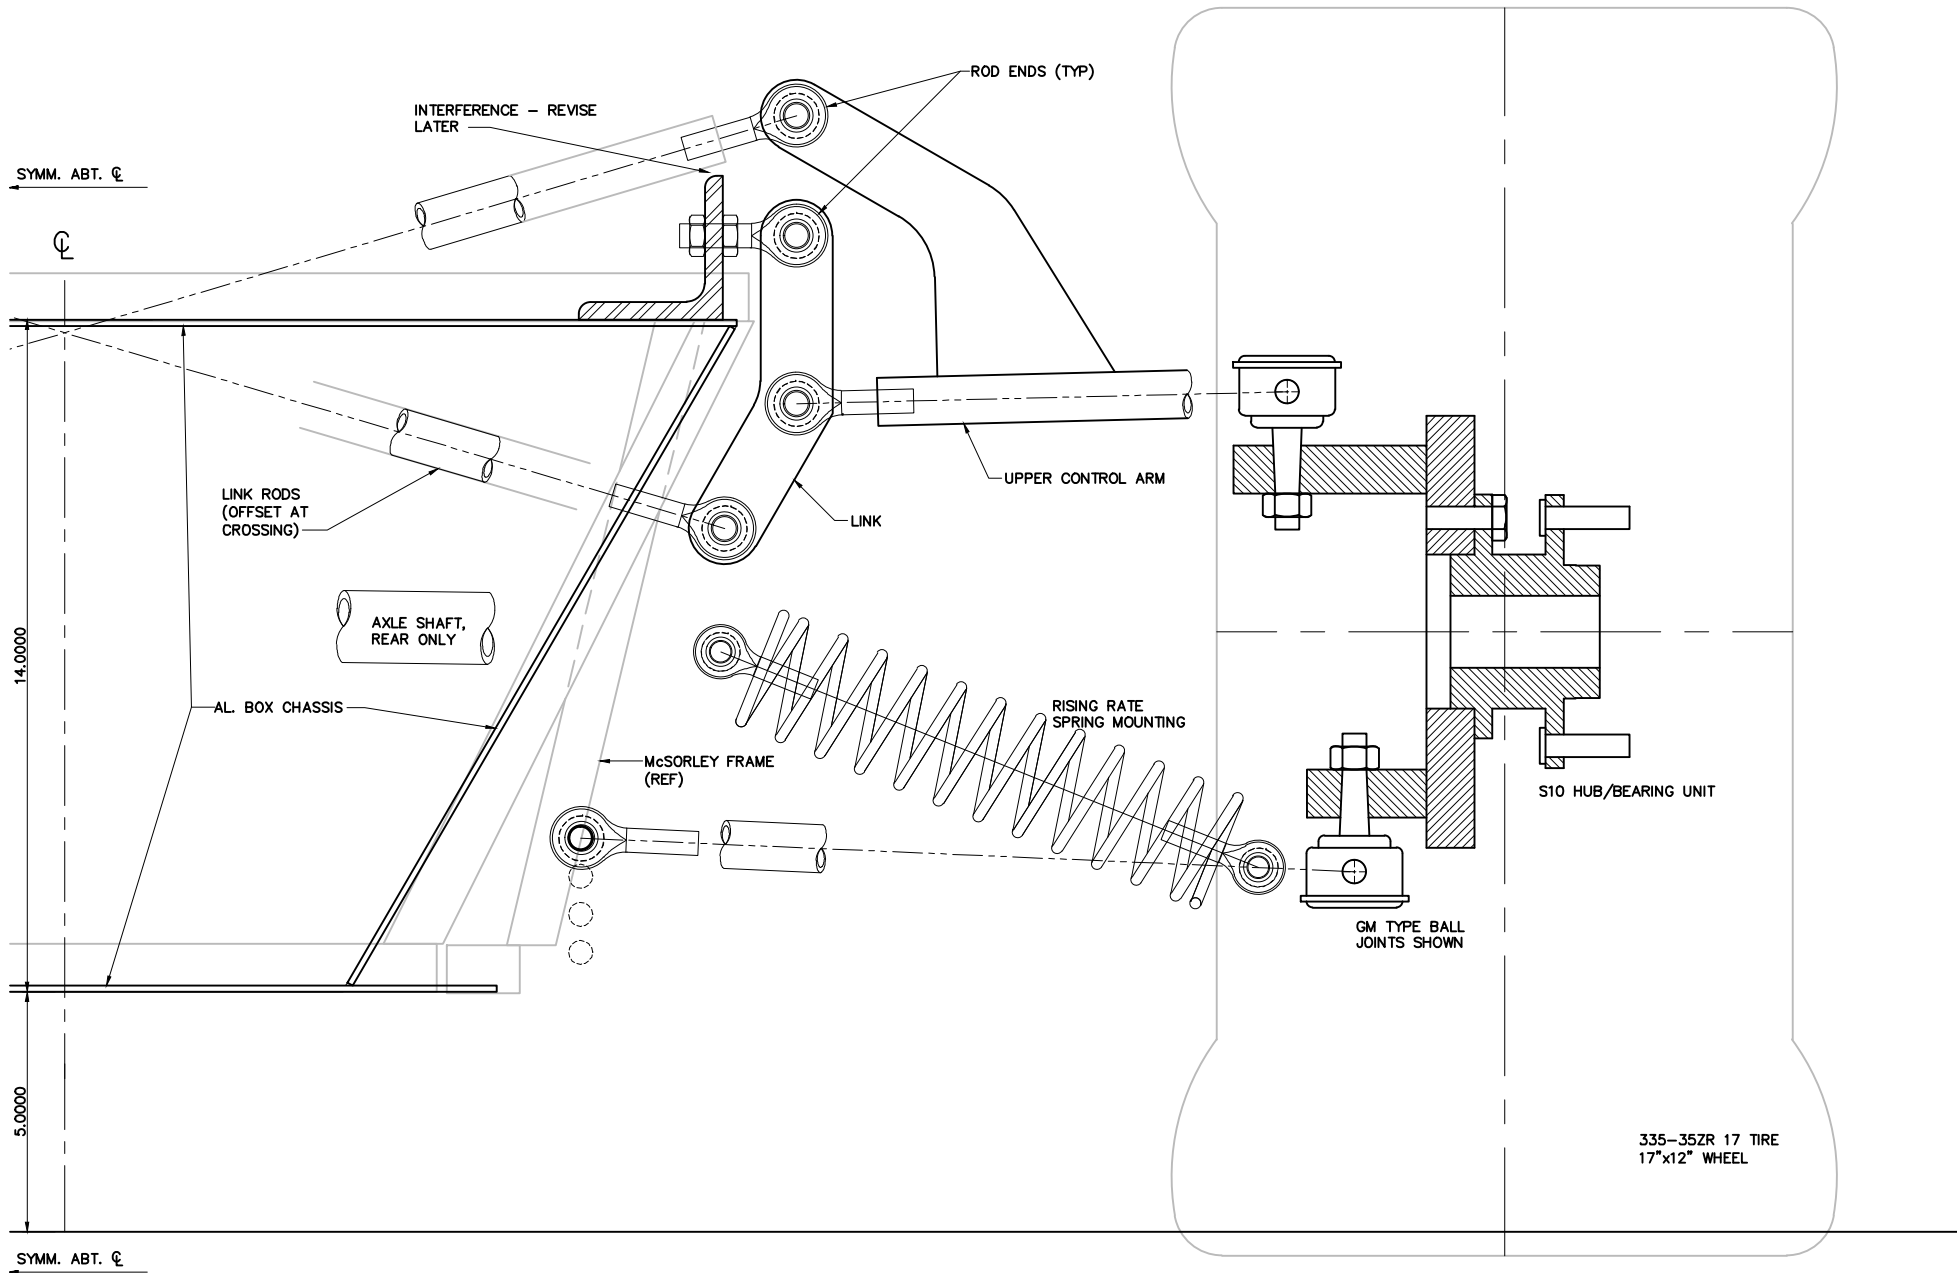 ROD ENDS (TYP)
INTERFERENCE - REVISE
LATER
SYMM. ABT. ℄
℄
UPPER CONTROL ARM
LINK RODS
(OFFSET AT
CROSSING)
LINK
AXLE SHAFT,
REAR ONLY
14.0000
AL. BOX CHASSIS
RISING RATE
SPRING MOUNTING
McSORLEY FRAME
(REF)
S10 HUB/BEARING UNIT
GM TYPE BALL
JOINTS SHOWN
5.0000
335-35ZR 17 TIRE
17"x12" WHEEL
SYMM. ABT. ℄